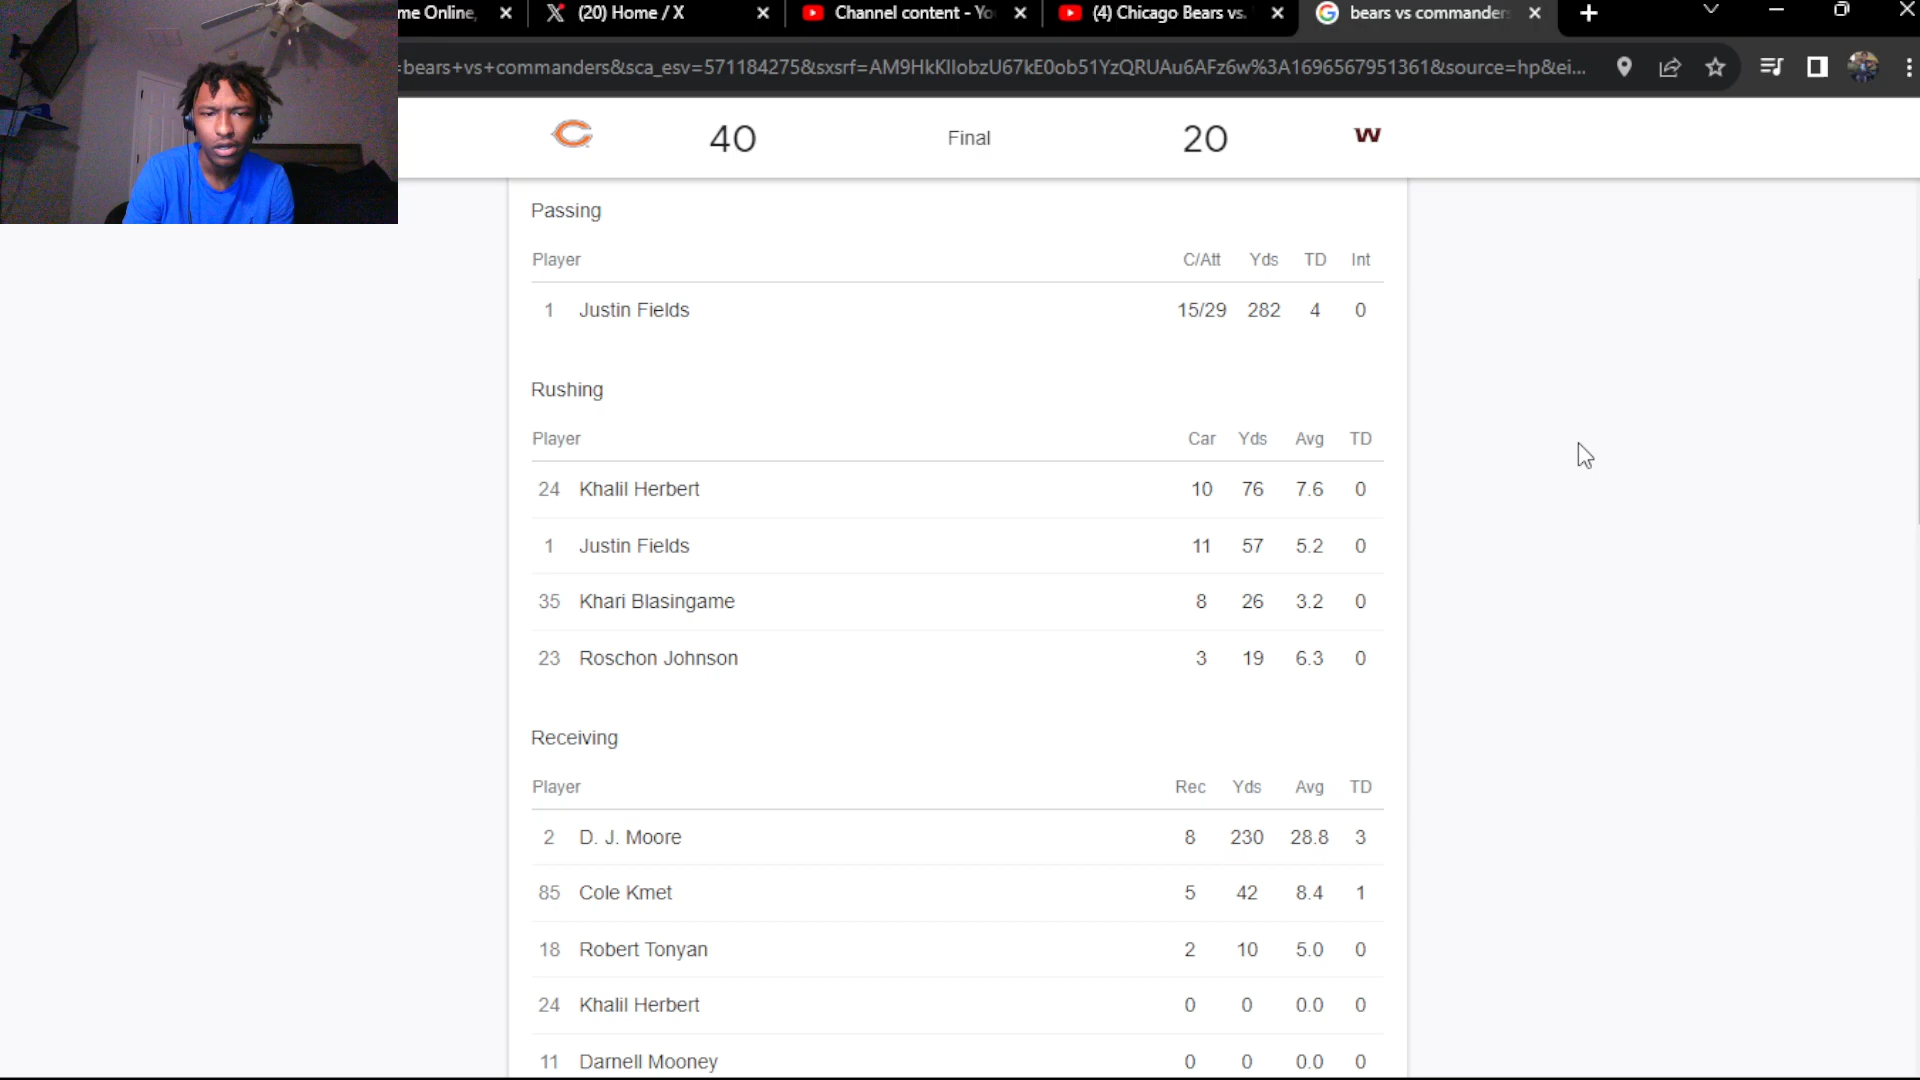 me Online,
(20) Home / X
Channel content - Yo
(4) Chicago Bears vs.
bears vs commanders
=bears+vs+commanders&sca_esv=571184275&sxsrf=AM9HkKllobzU67kE0ob51YzQRUAu6AFz6w%3A1696567951361&source=hp&ei...
40 Final 20 W
Passing
Player C/Att Yds TD Int
1 Justin Fields 15/29 282 4 0
Rushing
Player Car Yds Avg TD
24 Khalil Herbert 10 76 7.6 0
1 Justin Fields 11 57 5.2 0
35 Khari Blasingame 8 26 3.2 0
23 Roschon Johnson 3 19 6.3 0
Receiving
Player Rec Yds Avg TD
2 D. J. Moore 8 230 28.8 3
85 Cole Kmet 5 42 8.4 1
18 Robert Tonyan 2 10 5.0 0
24 Khalil Herbert 0 0 0.0 0
11 Darnell Mooney 0 0 0.0 0